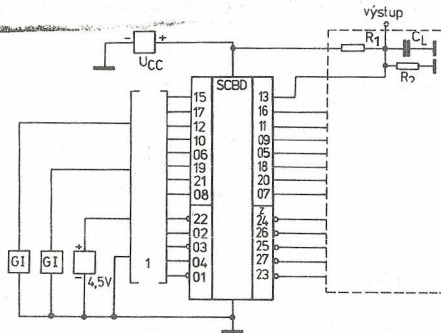 výstup
- + R₁ C_L
U_CC R₂
SCBD
15 13
17 16
12 11
10 09
06 05
19 18
21 20
08 07
z
22 24
02 26
03 25
04 27
01 23
1
GI GI + - 4,5V